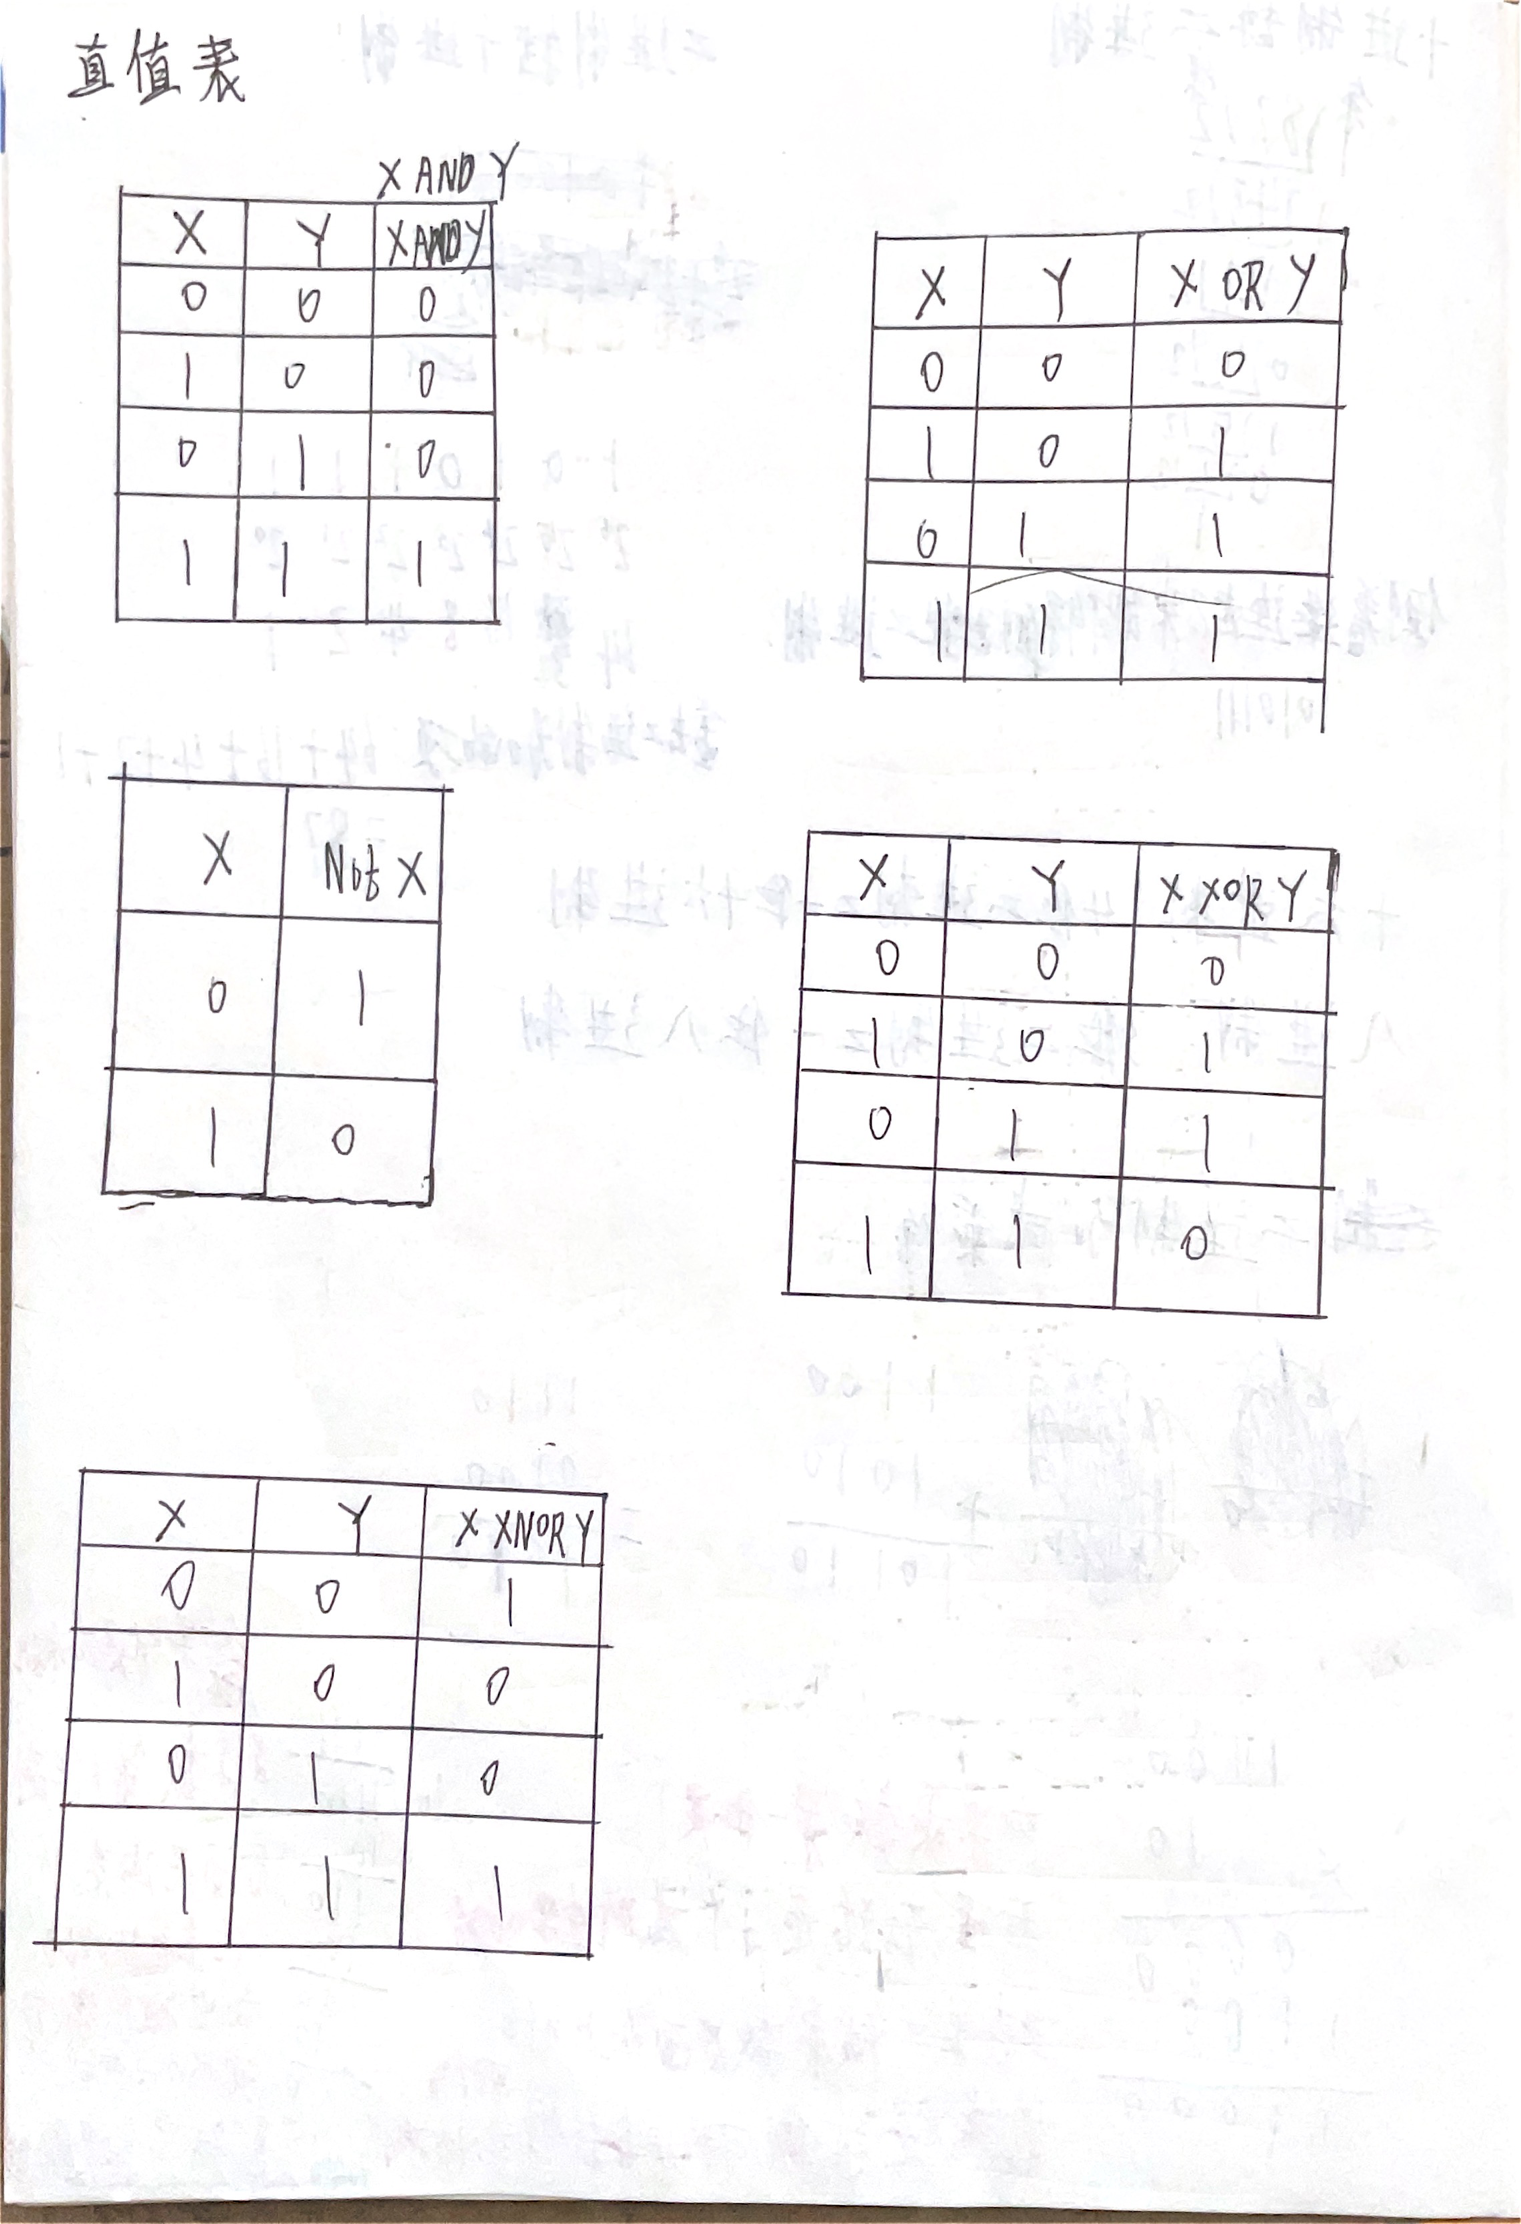 真值表
X AND Y
X Y X AND Y
0 0 0
1 0 0
0 1 0
1 1 1
X Y X OR Y
0 0 0
1 0 1
0 1 1
1 1 1
X Not X
0 1
1 0
X Y X XOR Y
0 0 0
1 0 1
0 1 1
1 1 0
X Y X XNOR Y
0 0 1
1 0 0
0 1 0
1 1 1